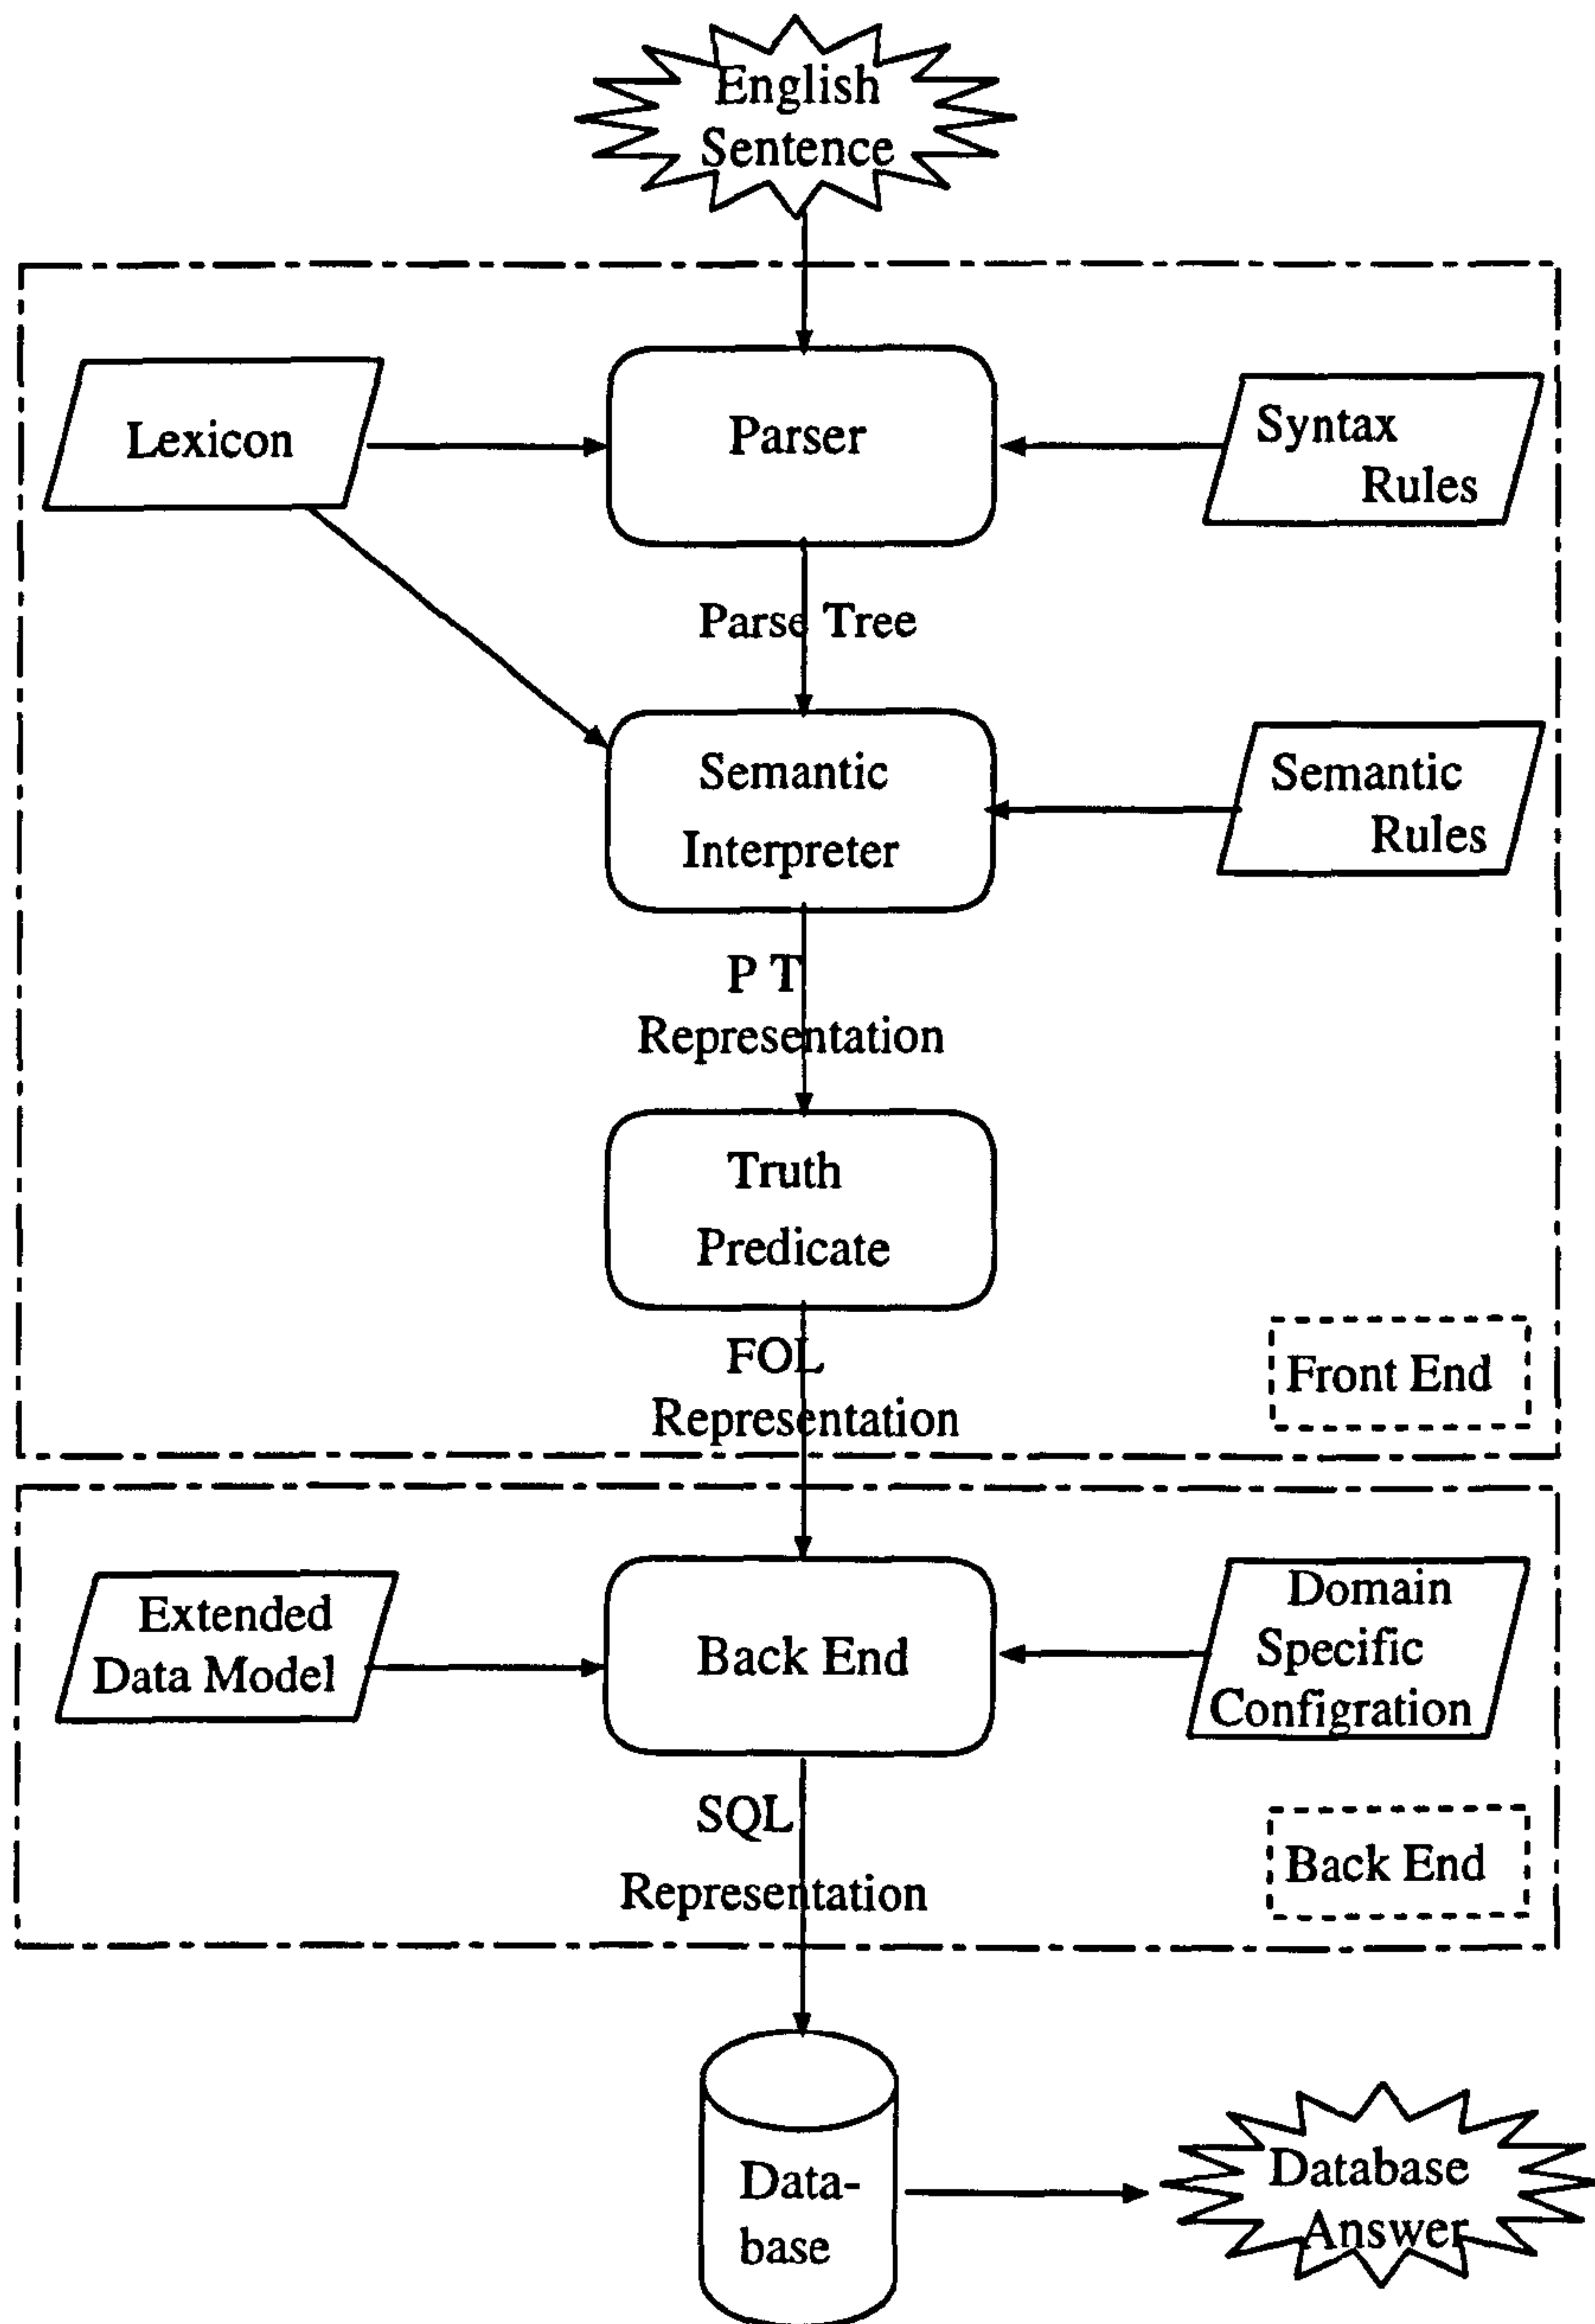 English
Sentence
Lexicon
Parser
Syntax
Rules
Parse Tree
Semantic
Interpreter
Semantic
Rules
P T
Representation
Truth
Predicate
FOL
Representation
Front End
Extended
Data Model
Back End
Domain
Specific
Configration
SQL
Representation
Back End
Data-
base
Database
Answer